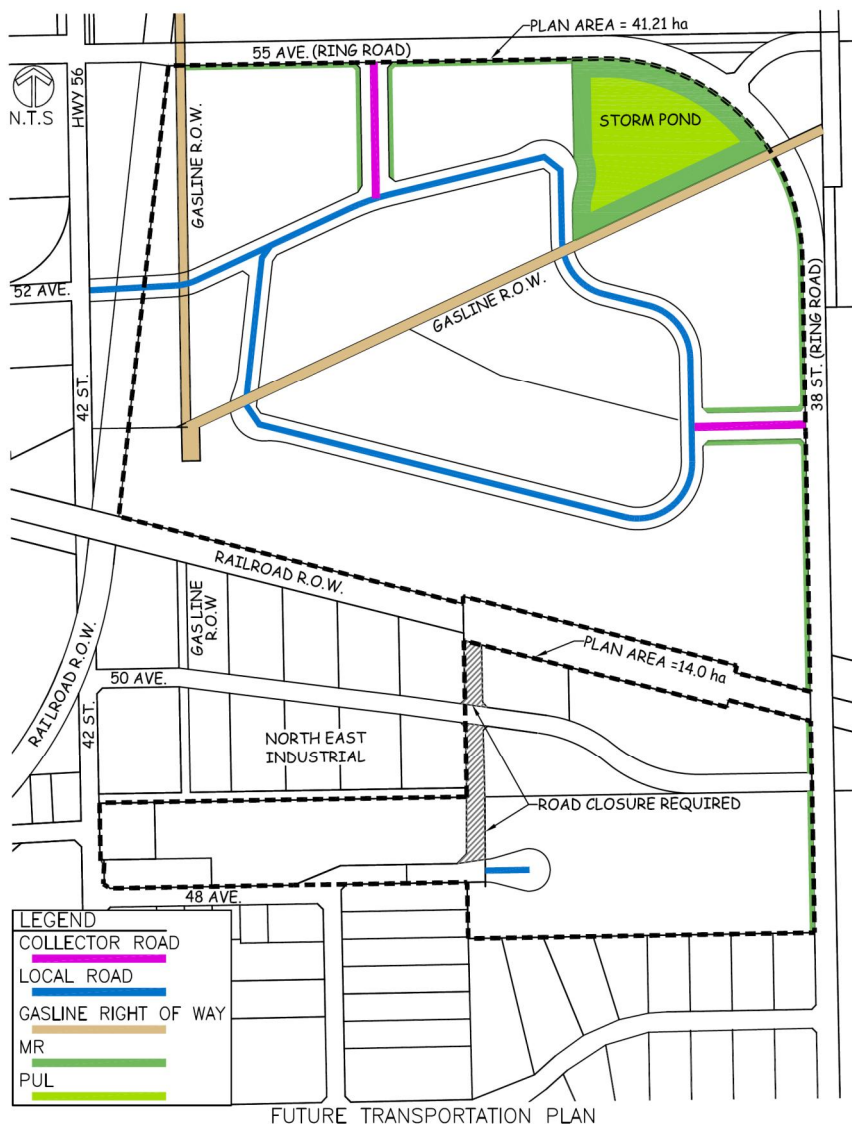 PLAN AREA = 41.21 ha
55 AVE. (RING ROAD)
N.T.S
HWY 56
GASLINE R.O.W.
STORM POND
52 AVE.
GASLINE R.O.W.
38 ST. (RING ROAD)
42 ST.
RAILROAD R.O.W.
GAS LINE
R.O.W
RAILROAD R.O.W.
PLAN AREA =14.0 ha
50 AVE.
42 ST.
NORTH EAST
INDUSTRIAL
ROAD CLOSURE REQUIRED
48 AVE.
LEGEND
COLLECTOR ROAD
LOCAL ROAD
GASLINE RIGHT OF WAY
MR
PUL
FUTURE TRANSPORTATION PLAN